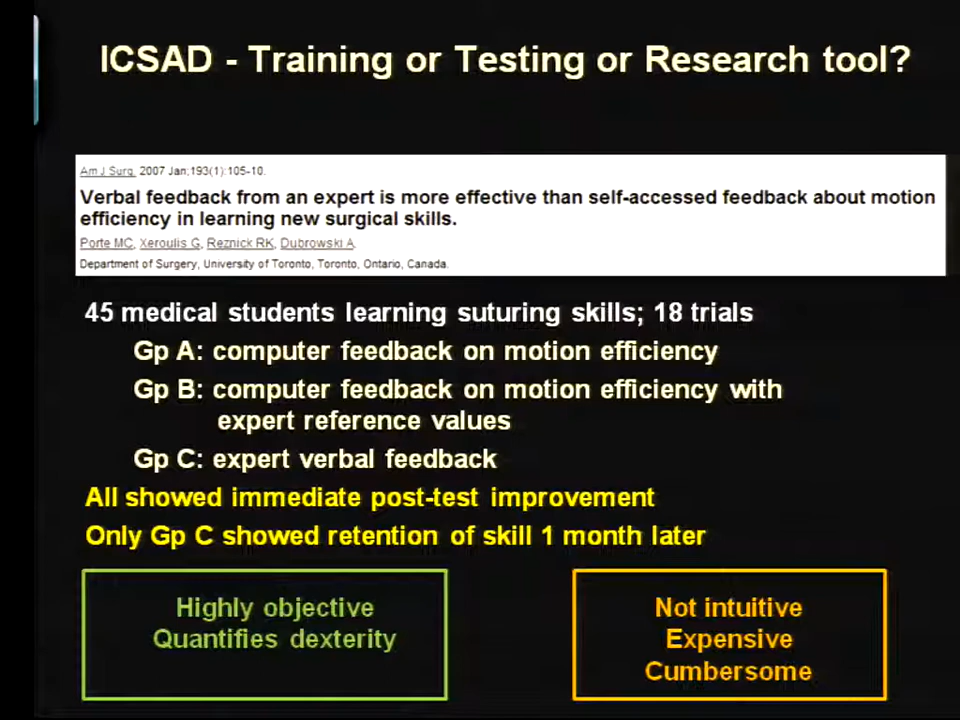 ICSAD - Training or Testing or Research tool?
Am J Surg. 2007 Jan;193(1):105-10.
Verbal feedback from an expert is more effective than self-accessed feedback about motion
efficiency in learning new surgical skills.
Porte MC, Xeroulis G, Reznick RK, Dubrowski A.
Department of Surgery, University of Toronto, Toronto, Ontario, Canada.
45 medical students learning suturing skills; 18 trials
Gp A: computer feedback on motion efficiency
Gp B: computer feedback on motion efficiency with
expert reference values
Gp C: expert verbal feedback
All showed immediate post-test improvement
Only Gp C showed retention of skill 1 month later
Highly objective
Quantifies dexterity
Not intuitive
Expensive
Cumbersome